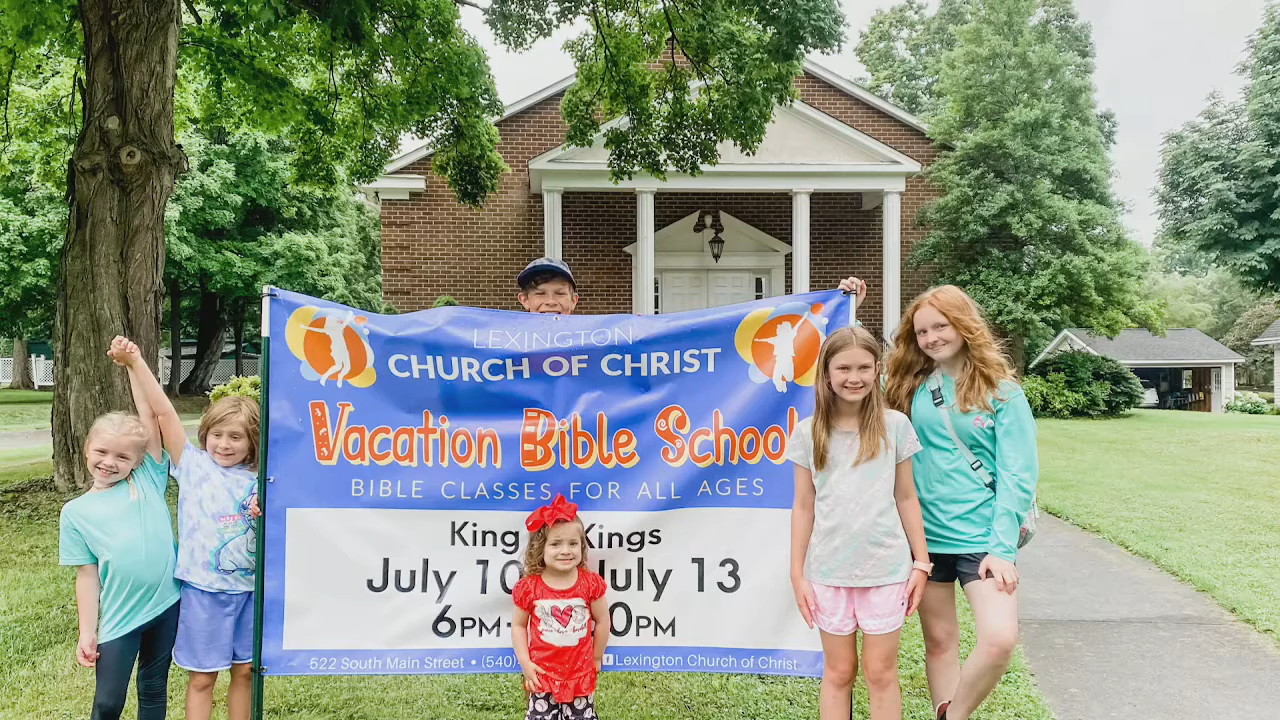 LEXINGTON
CHURCH OF CHRIST
Vacation Bible School
BIBLE CLASSES FOR ALL AGES
King Kings
July 10 July 13
6PM- 0PM
522 South Main Street • (540) Lexington Church of Christ